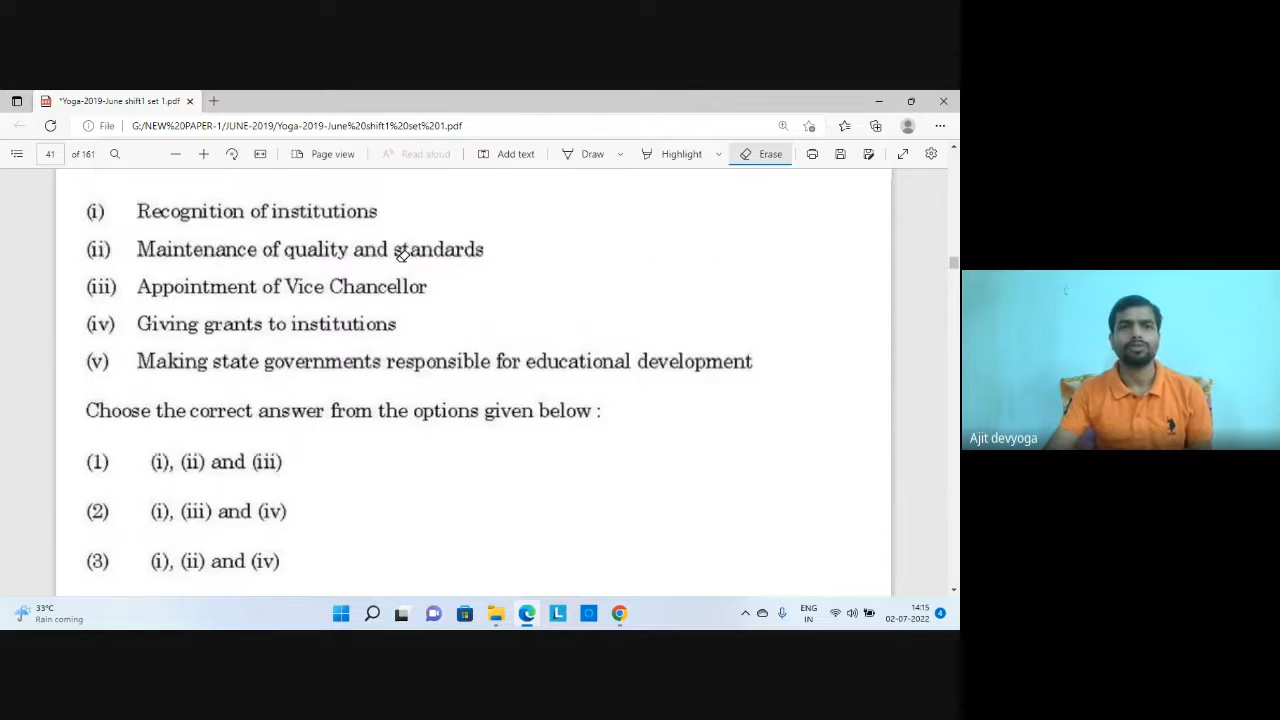 *Yoga-2019-June shift1 set 1.pdf
File G:/NEW%20PAPER-1/JUNE-2019/Yoga-2019-June%20shift1%20set%201.pdf
41 of 161 Page view Read aloud Add text Draw Highlight Erase
(i) Recognition of institutions
(ii) Maintenance of quality and standards
(iii) Appointment of Vice Chancellor
(iv) Giving grants to institutions
(v) Making state governments responsible for educational development
Choose the correct answer from the options given below :
(1) (i), (ii) and (iii)
(2) (i), (iii) and (iv)
(3) (i), (ii) and (iv)
Ajit devyoga
33°C
Rain coming
ENG
IN
14:15
02-07-2022
4